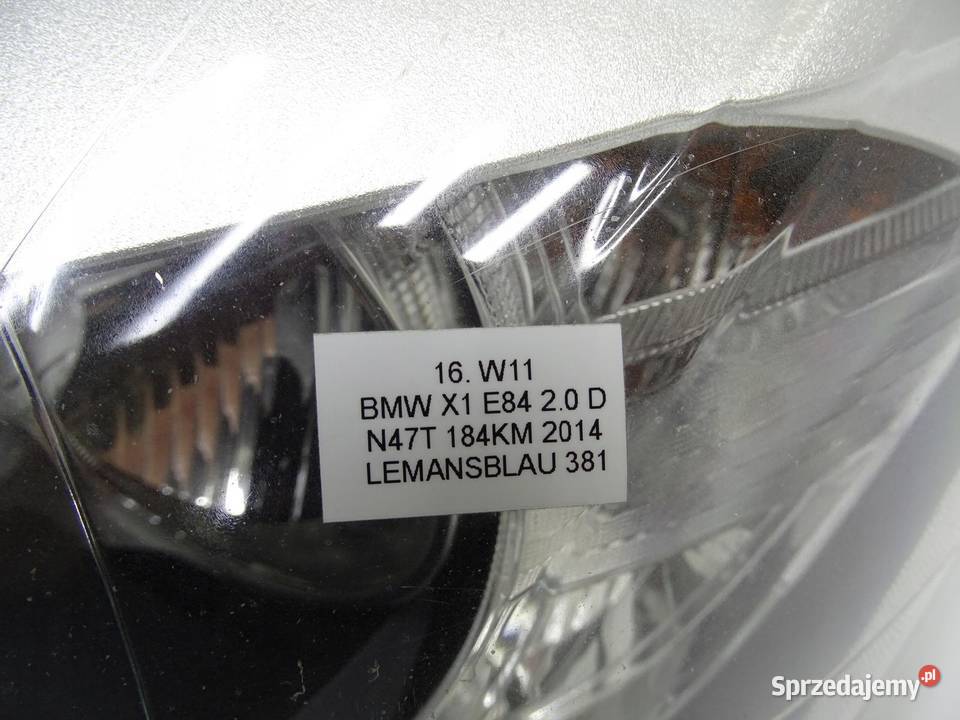 16. W11
BMW X1 E84 2.0 D
N47T 184KM 2014
LEMANSBLAU 381
Sprzedajemy.pl